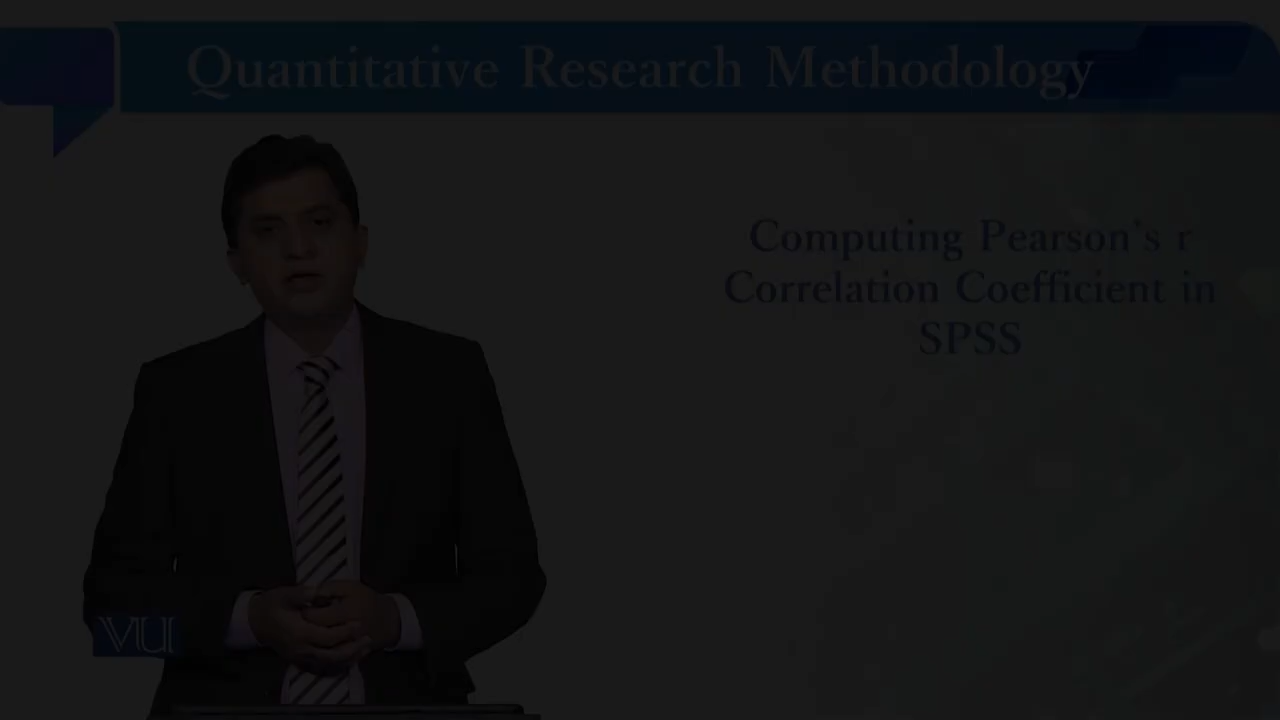 Quantitative Research Methodology
Computing Pearson's r
Correlation Coefficient in
SPSS
VU